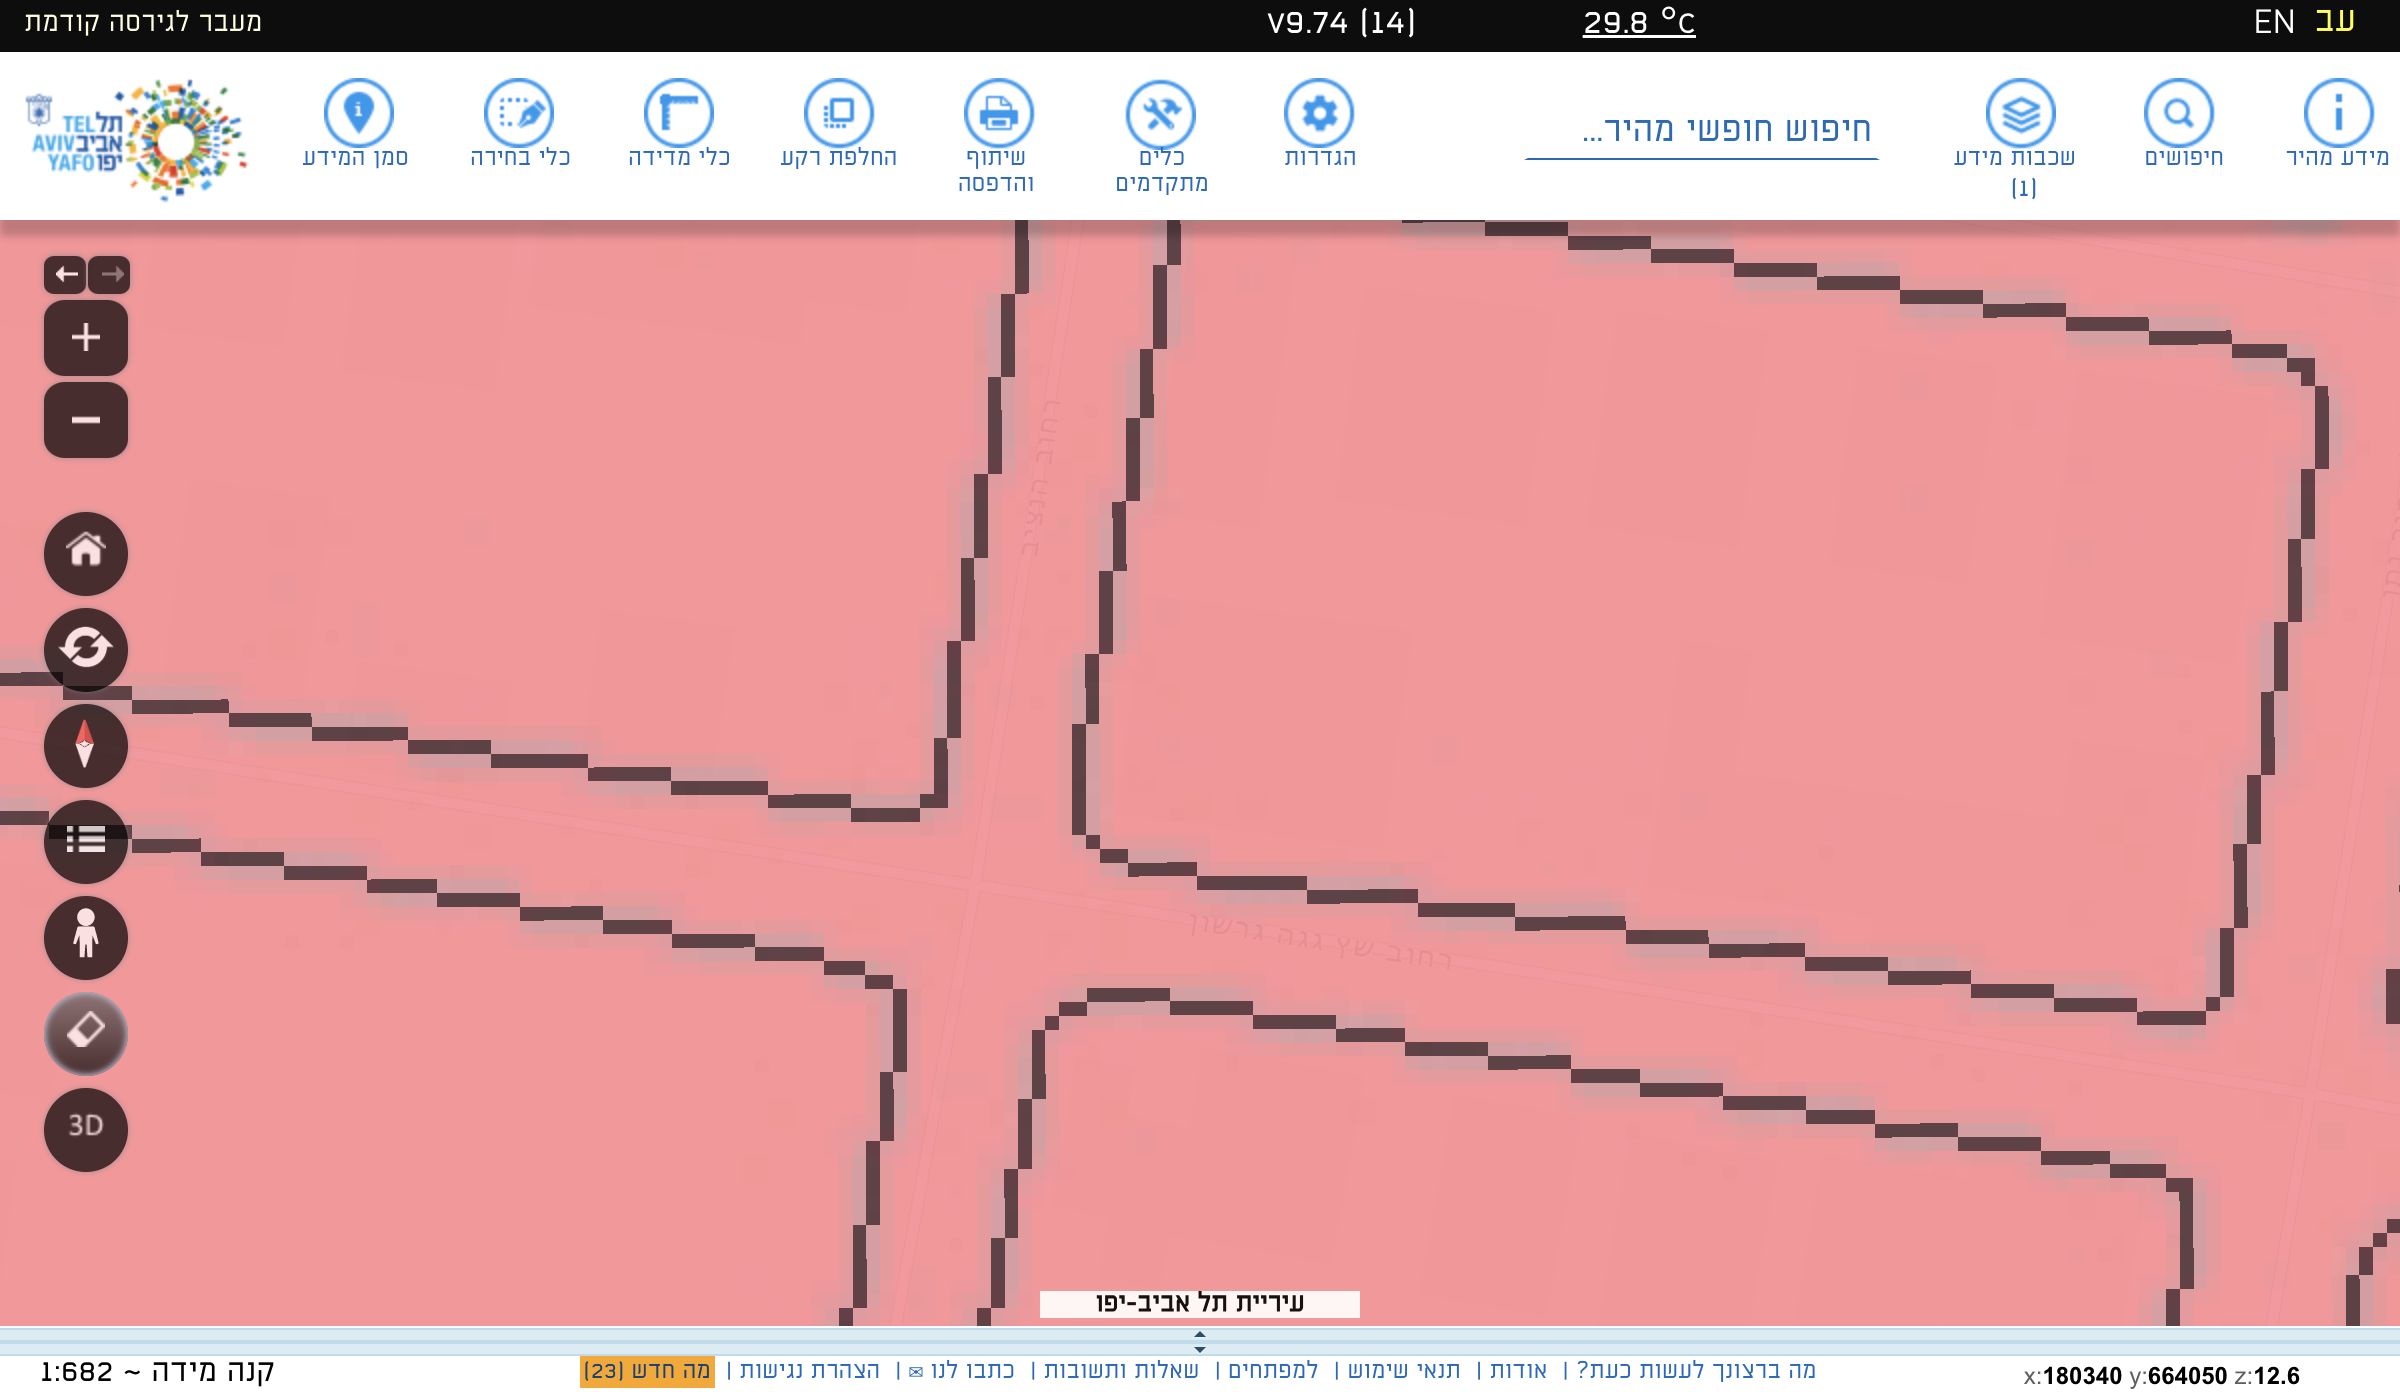 עב EN
29.8 °C
V9.74 (14)
מעבר לגירסה קודמת
מידע מהיר
חיפושים
שכבות מידע
(1)
חיפוש חופשי מהיר...
הגדרות
כלים
מתקדמים
שיתוף
והדפסה
החלפת רקע
כלי מדידה
כלי בחירה
סמן המידע
תל אביב יפו
TEL AVIV YAFO
רחוב הנציב
רחוב שץ גגה גרשון
3D
עיריית תל אביב-יפו
x:180340 y:664050 z:12.6
מה ברצונך לעשות כעת? | אודות | תנאי שימוש | למפתחים | שאלות ותשובות | כתבו לנו ✉ | הצהרת נגישות | מה חדש (23)
קנה מידה ~ 1:682